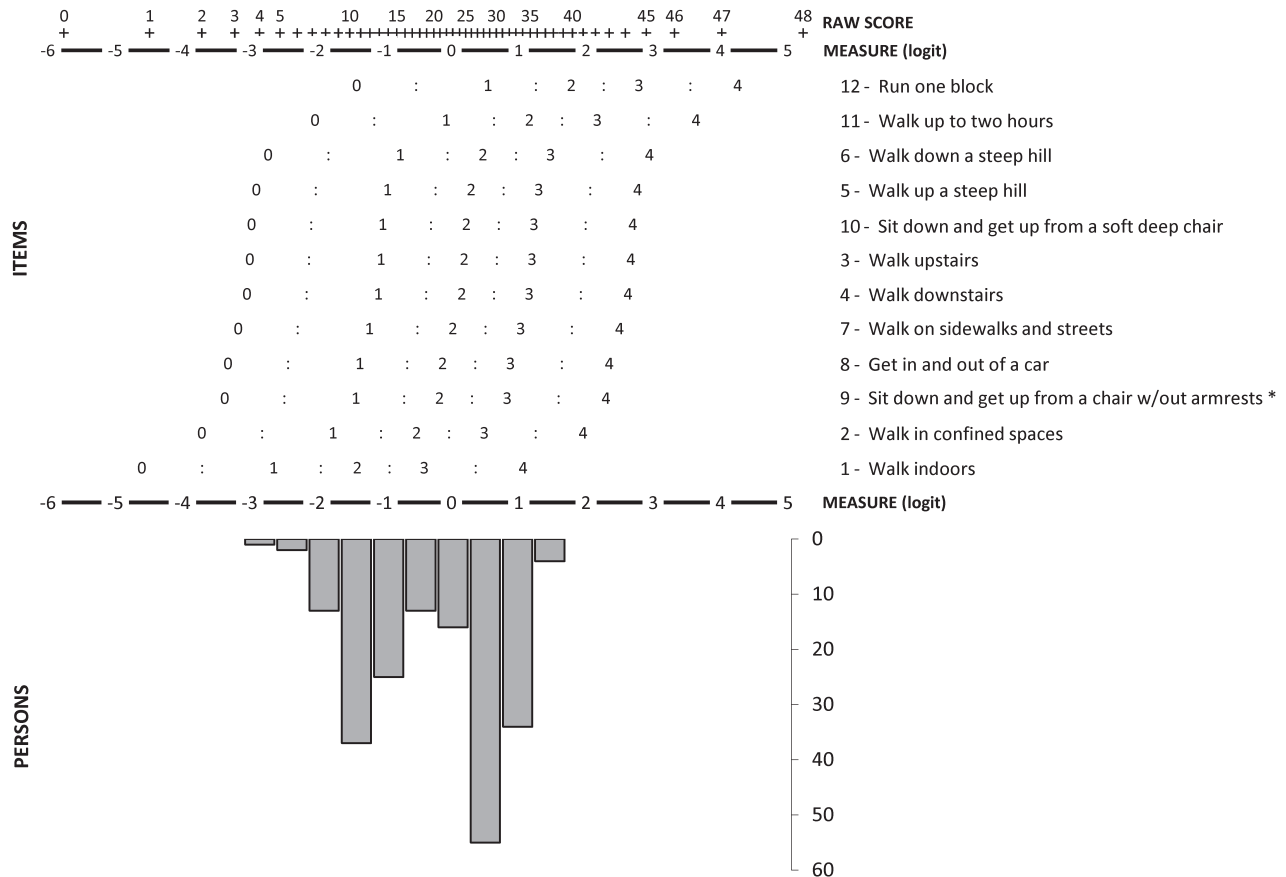 0 1 2 3 4 5 10 15 20 25 30 35 40 45 46 47 48 RAW SCORE
-6 -5 -4 -3 -2 -1 0 1 2 3 4 5 MEASURE (logit)
0 : 1 : 2 : 3 : 4 12 - Run one block
0 : 1 : 2 : 3 : 4 11 - Walk up to two hours
0 : 1 : 2 : 3 : 4 6 - Walk down a steep hill
0 : 1 : 2 : 3 : 4 5 - Walk up a steep hill
0 : 1 : 2 : 3 : 4 10 - Sit down and get up from a soft deep chair
0 : 1 : 2 : 3 : 4 3 - Walk upstairs
0 : 1 : 2 : 3 : 4 4 - Walk downstairs
0 : 1 : 2 : 3 : 4 7 - Walk on sidewalks and streets
0 : 1 : 2 : 3 : 4 8 - Get in and out of a car
0 : 1 : 2 : 3 : 4 9 - Sit down and get up from a chair w/out armrests *
0 : 1 : 2 : 3 : 4 2 - Walk in confined spaces
0 : 1 : 2 : 3 : 4 1 - Walk indoors
ITEMS
-6 -5 -4 -3 -2 -1 0 1 2 3 4 5 MEASURE (logit)
0
10
20
30
40
50
60
PERSONS